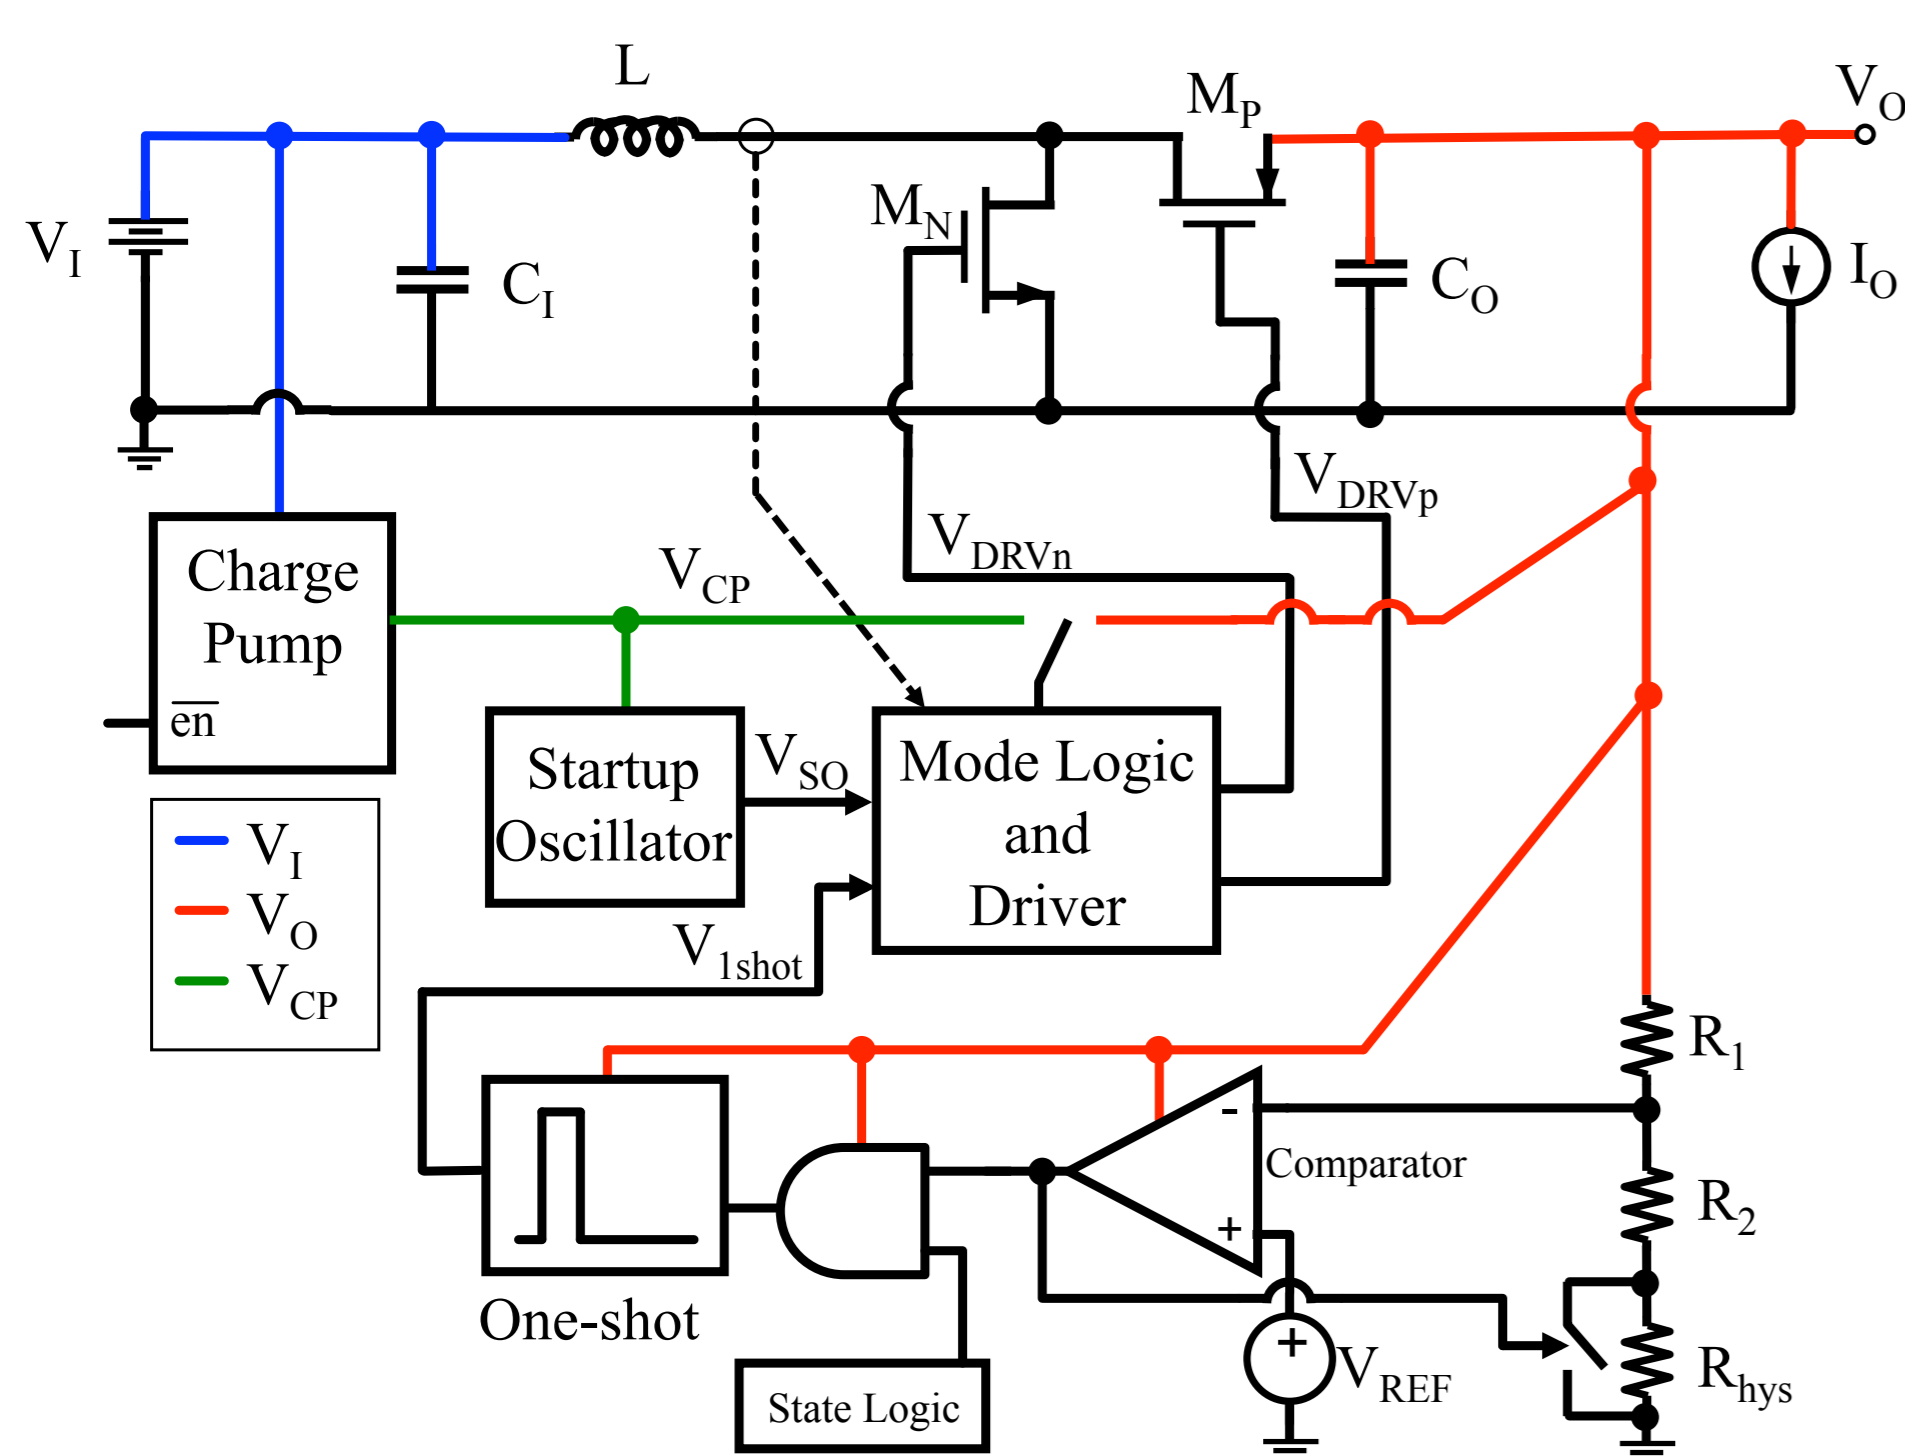 L
M_P
V_O
M_N
V_I
C_I
C_O
I_O
V_DRVp
V_DRVn
Charge
Pump
en
V_CP
Startup
Oscillator
V_SO
Mode Logic
and
Driver
V_I
V_O
V_CP
V_1shot
R_1
-
Comparator
+
R_2
One-shot
+
V_REF
R_hys
State Logic